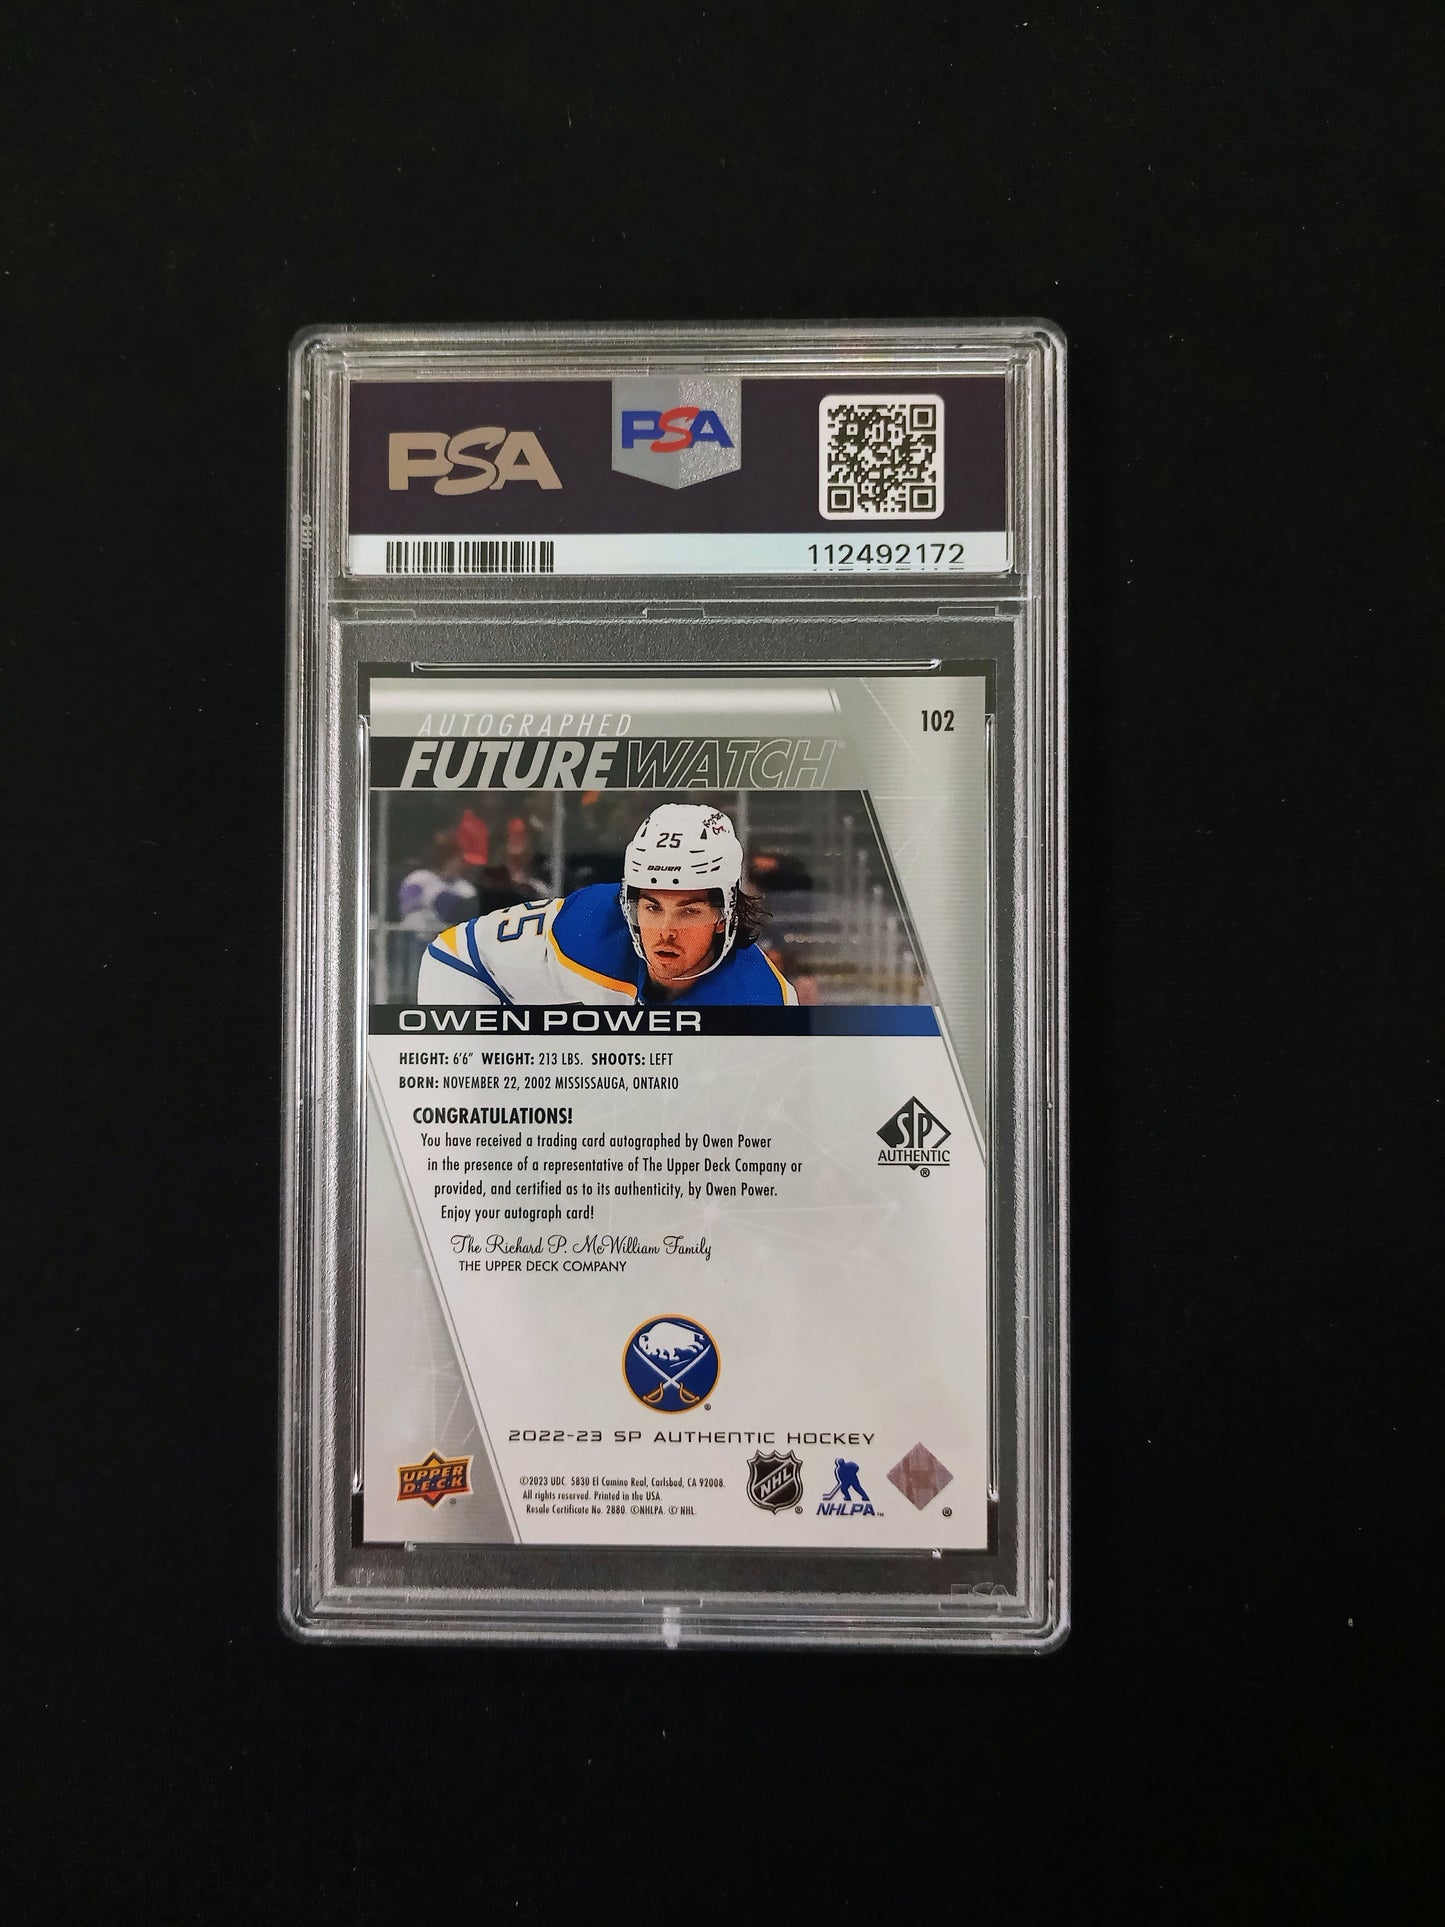 PSA
PSA
112492172
AUTOGRAPHED
102
FUTURE WATCH
25
BAUER
25
OWEN POWER
HEIGHT: 6'6" WEIGHT: 213 LBS. SHOOTS: LEFT
BORN: NOVEMBER 22, 2002 MISSISSAUGA, ONTARIO
CONGRATULATIONS!
You have received a trading card autographed by Owen Power
in the presence of a representative of The Upper Deck Company or
provided, and certified as to its authenticity, by Owen Power.
Enjoy your autograph card!
The Richard P. McWilliam Family
THE UPPER DECK COMPANY
SP
AUTHENTIC
®
®
2022-23 SP AUTHENTIC HOCKEY
UPPER
DECK
®
©2023 UDC. 5830 El Camino Real, Carlsbad, CA 92008.
All rights reserved. Printed in the USA.
Resale Certificate No. 2880. ©NHLPA. © NHL.
NHL
®
NHLPA™
®
PSA